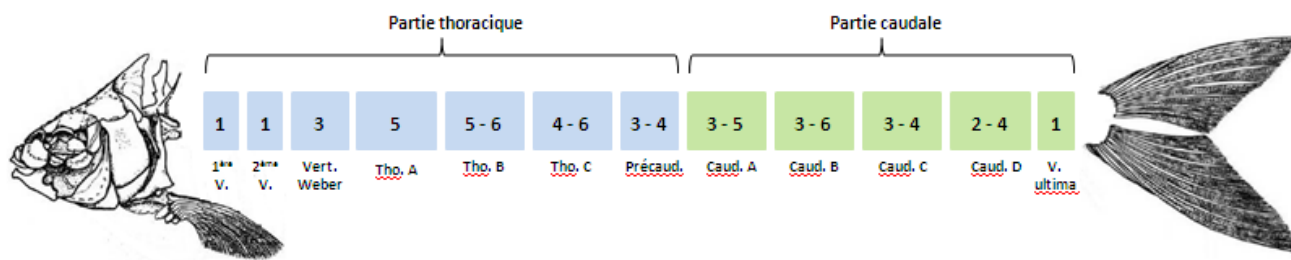 Partie thoracique Partie caudale
1 1 3 5 5 - 6 4 - 6 3 - 4 3 - 5 3 - 6 3 - 4 2 - 4 1
1ère V. 2ème V. Vert. Weber Tho. A Tho. B Tho. C Précaud. Caud. A Caud. B Caud. C Caud. D V. ultima